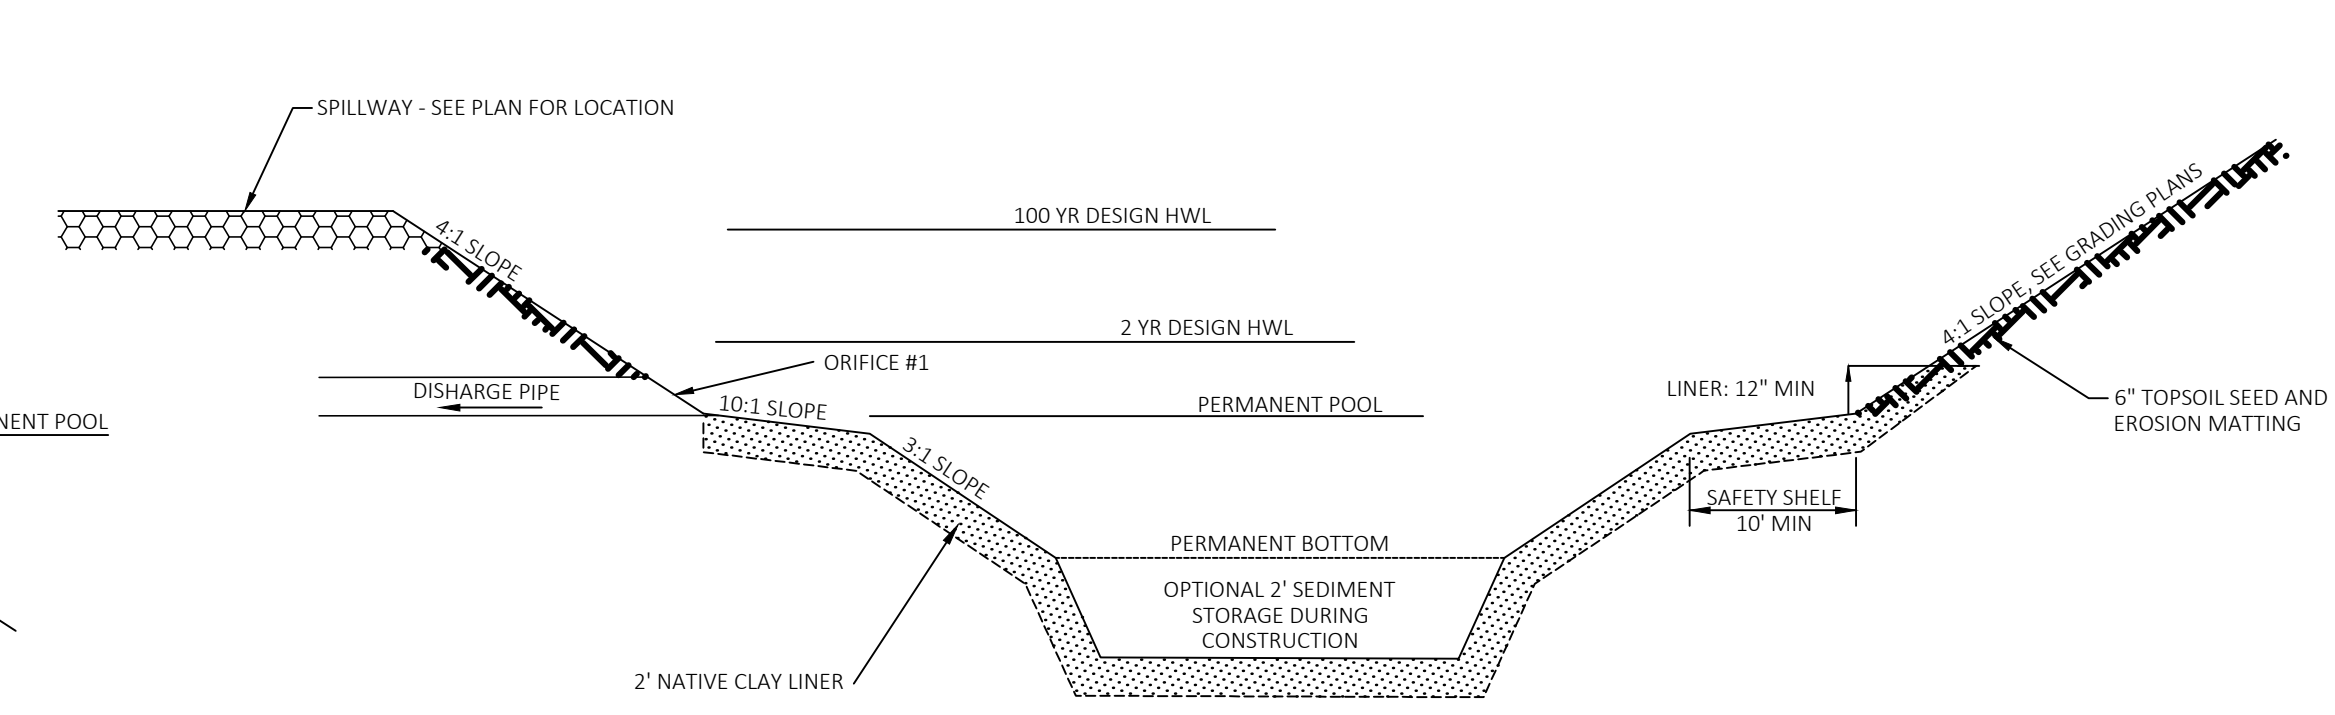 SPILLWAY - SEE PLAN FOR LOCATION
100 YR DESIGN HWL
4:1 SLOPE
4:1 SLOPE, SEE GRADING PLANS
2 YR DESIGN HWL
ORIFICE #1
DISHARGE PIPE
10:1 SLOPE
PERMANENT POOL
LINER: 12" MIN
6" TOPSOIL SEED AND
EROSION MATTING
NENT POOL
3:1 SLOPE
SAFETY SHELF
10' MIN
PERMANENT BOTTOM
OPTIONAL 2' SEDIMENT
STORAGE DURING
CONSTRUCTION
2' NATIVE CLAY LINER